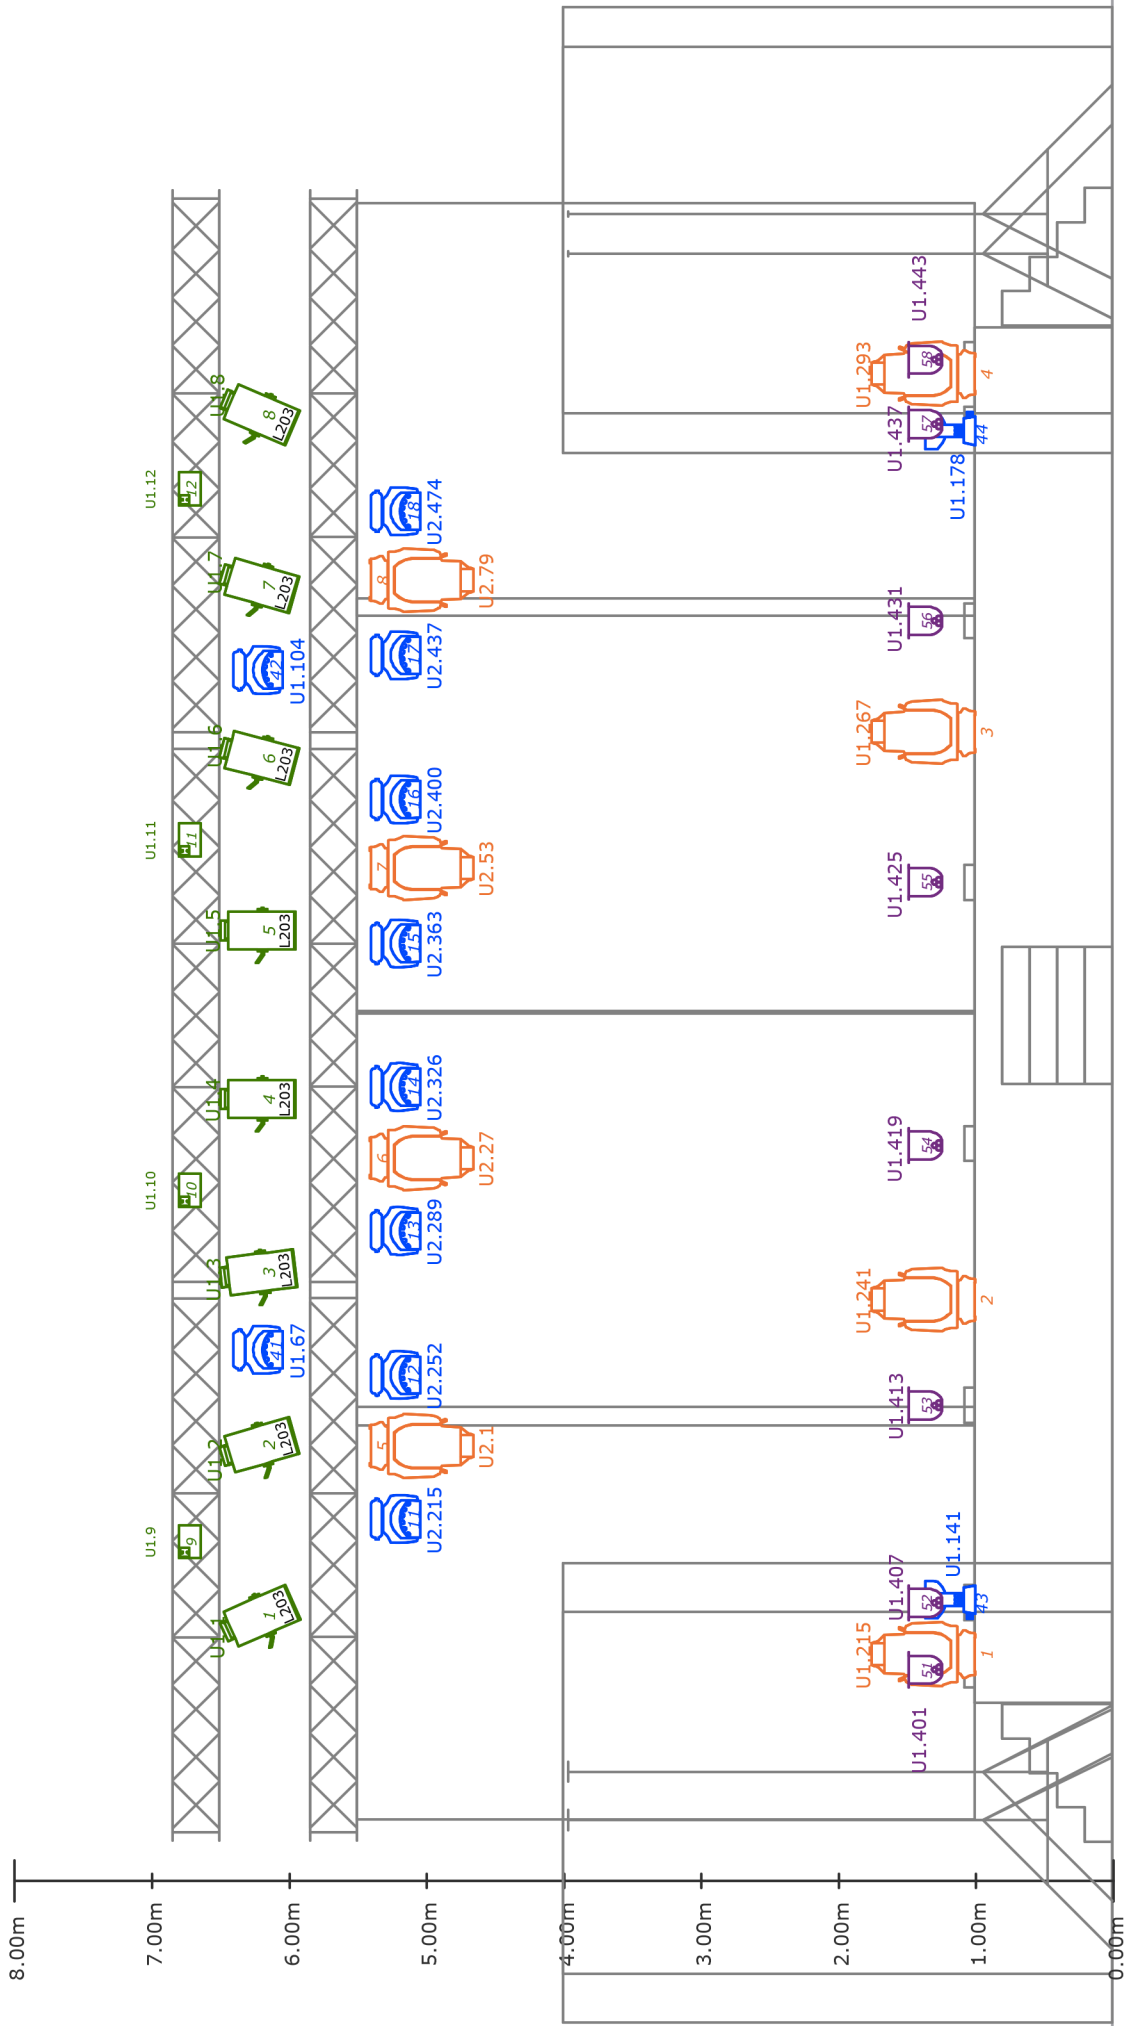 8.00m
7.00m
U1.9 U1.10 U1.11 U1.12
9 10 11 12
U1.1 U1.2 U1.3 U1.4 U1.5 U1.6 U1.7 U1.8
1 2 41 3 4 5 6 42 7 8
L203 L203 L203 L203 L203 L203 L203 L203
6.00m
U1.67 U1.104
5 6 7 8
11 12 13 14 15 16 17 18
5.00m
U2.215 U2.252 U2.289 U2.326 U2.363 U2.400 U2.437 U2.474
U2.1 U2.27 U2.53 U2.79
4.00m
3.00m
2.00m
U1.215 U1.241 U1.267 U1.293
U1.407 U1.413 U1.419 U1.425 U1.431 U1.437
U1.401 U1.443
51 52 53 54 55 56 57 58
U1.141 U1.178
1.00m
43 44
1 2 3 4
0.00m